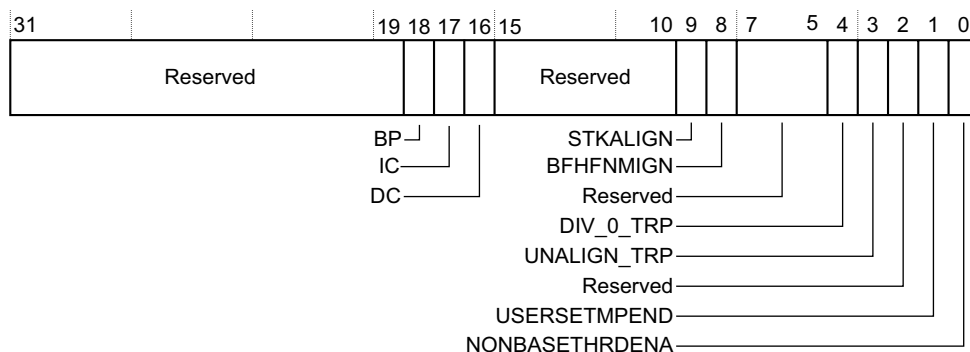 31 19 18 17 16 15 10 9 8 7 5 4 3 2 1 0
Reserved Reserved
BP STKALIGN
IC BFHFNMIGN
DC Reserved
DIV_0_TRP
UNALIGN_TRP
Reserved
USERSETMPEND
NONBASETHRDENA